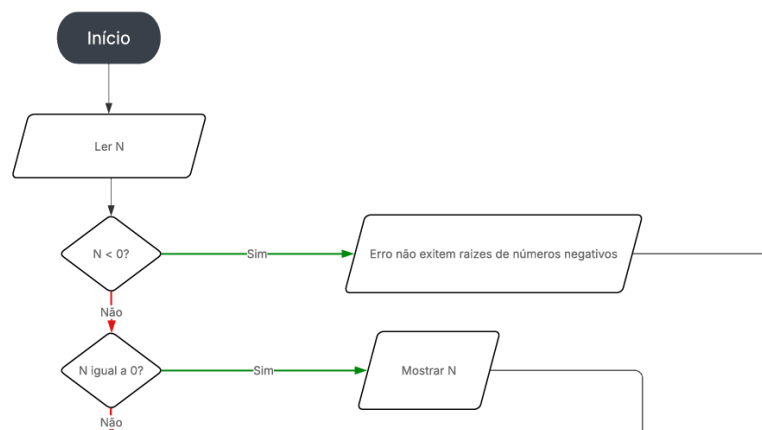 Início
Ler N
N < 0?
Sim
Erro não exitem raizes de números negativos
Não
N igual a 0?
Sim
Mostrar N
Não